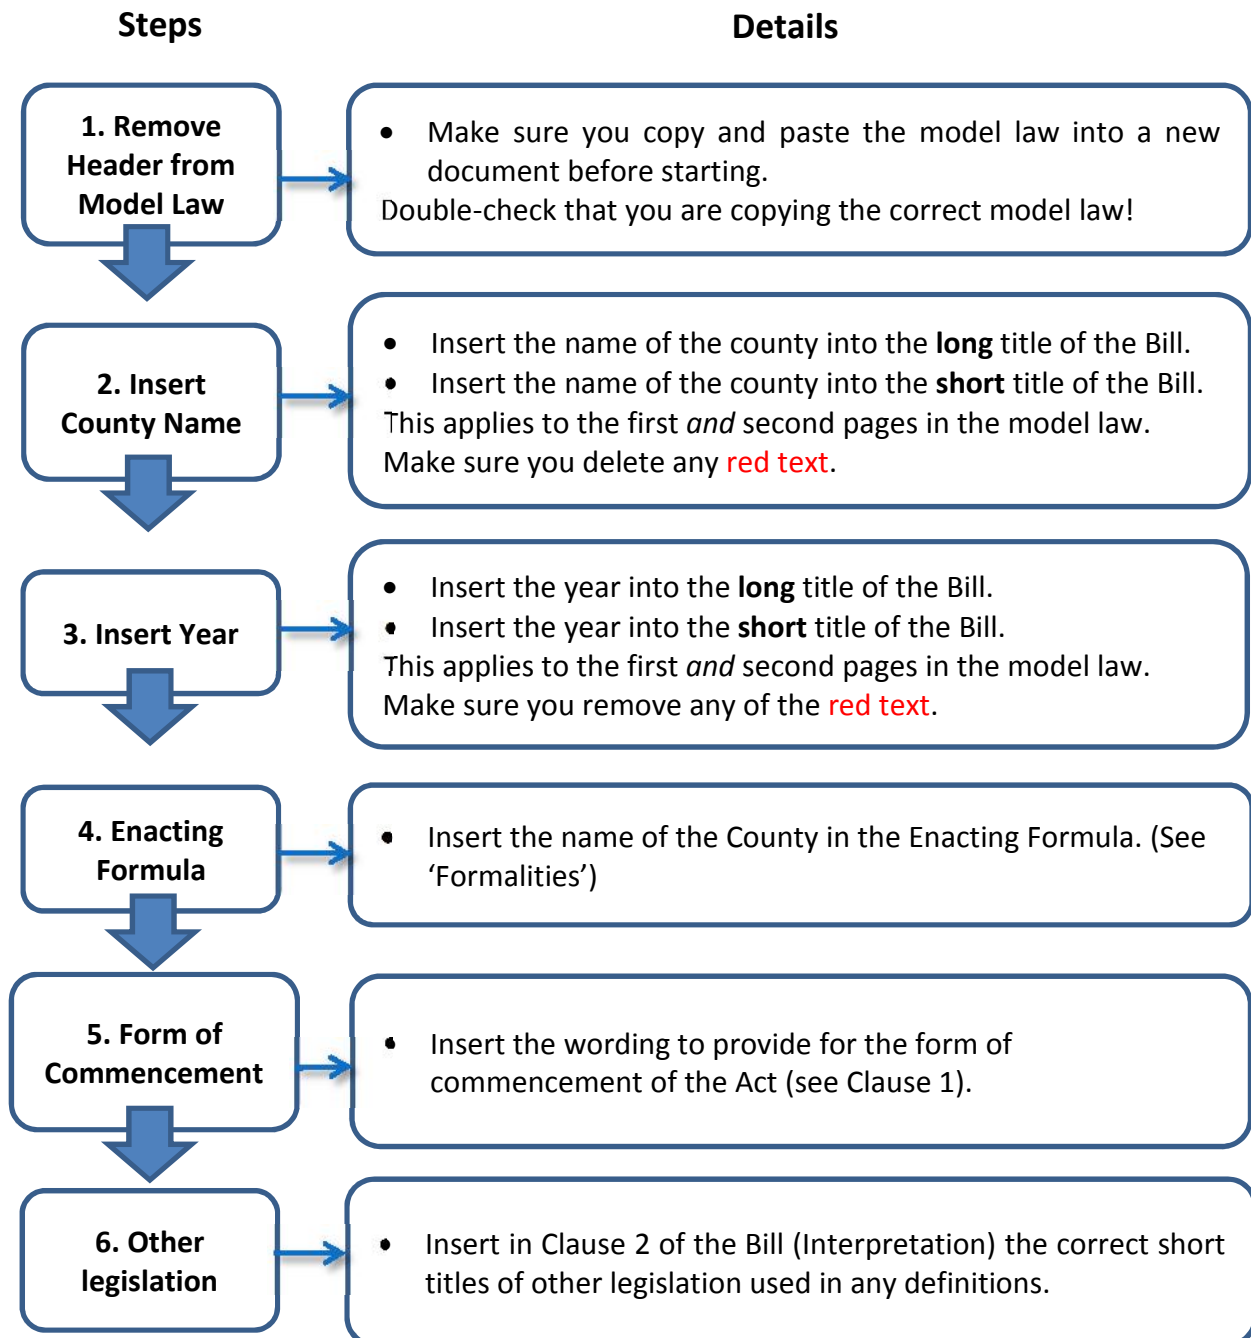 Steps
Details
1. Remove
Header from
Model Law
• Make sure you copy and paste the model law into a new
document before starting.
Double-check that you are copying the correct model law!
2. Insert
County Name
• Insert the name of the county into the long title of the Bill.
• Insert the name of the county into the short title of the Bill.
This applies to the first and second pages in the model law.
Make sure you delete any red text.
3. Insert Year
• Insert the year into the long title of the Bill.
• Insert the year into the short title of the Bill.
This applies to the first and second pages in the model law.
Make sure you remove any of the red text.
4. Enacting
Formula
• Insert the name of the County in the Enacting Formula. (See
‘Formalities’)
5. Form of
Commencement
• Insert the wording to provide for the form of
commencement of the Act (see Clause 1).
6. Other
legislation
• Insert in Clause 2 of the Bill (Interpretation) the correct short
titles of other legislation used in any definitions.